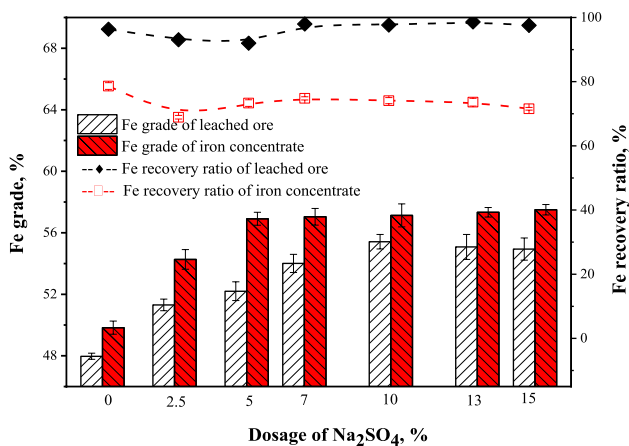 68
64
60
56
52
48
Fe grade, %
100
80
60
40
20
0
Fe recovery ratio, %
Fe grade of leached ore
Fe grade of iron concentrate
Fe recovery ratio of leached ore
Fe recovery ratio of iron concentrate
0 2.5 5 7 10 13 15
Dosage of Na₂SO₄, %